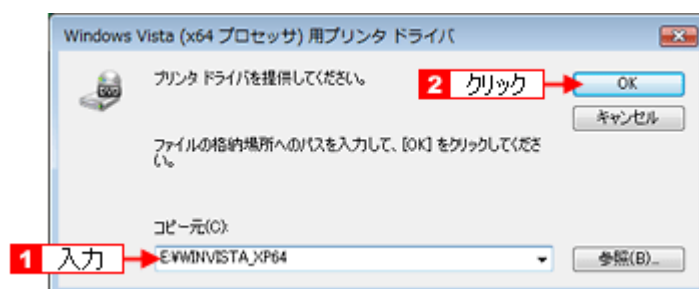 Windows Vista (x64 プロセッサ) 用プリンタ ドライバ
プリンタ ドライバを提供してください。
2 クリック
OK
キャンセル
ファイルの格納場所へのパスを入力して、[OK] をクリックしてくださ
い。
コピー元(C):
1 入力
E:¥WINVISTA_XP64
参照(B)...